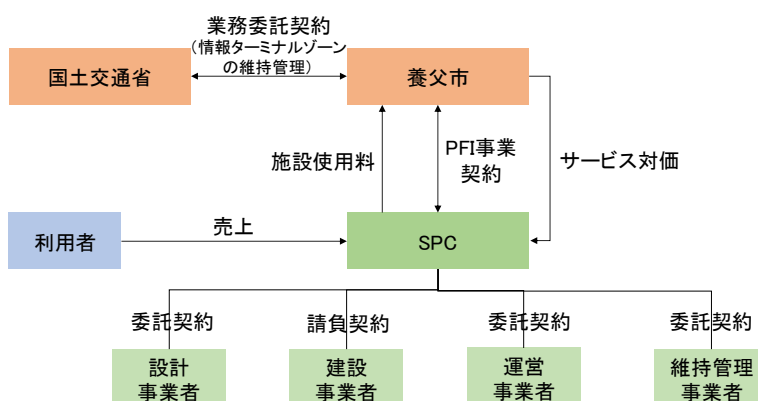 業務委託契約
（情報ターミナルゾーン
の維持管理）
国土交通省
養父市
施設使用料
PFI事業
契約
サービス対価
利用者
売上
SPC
委託契約
請負契約
委託契約
委託契約
設計
事業者
建設
事業者
運営
事業者
維持管理
事業者